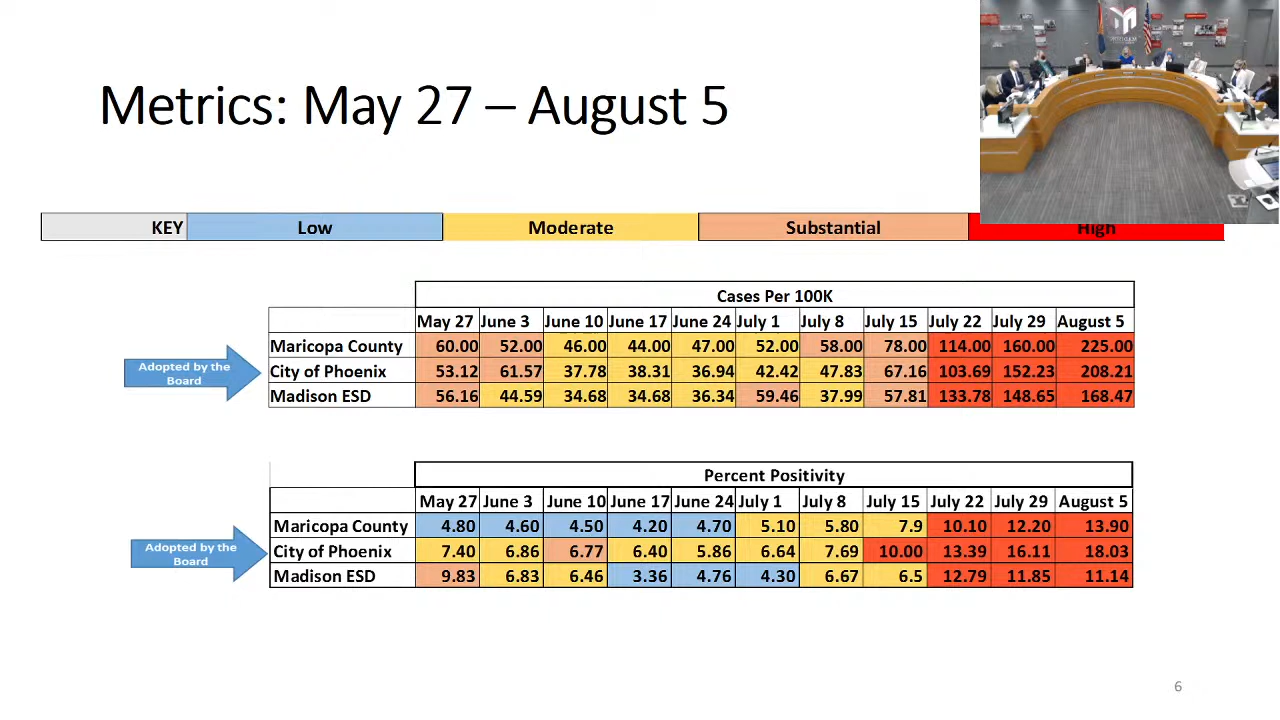 Metrics: May 27 – August 5
KEY Low Moderate Substantial High
Cases Per 100K
May 27 June 3 June 10 June 17 June 24 July 1 July 8 July 15 July 22 July 29 August 5
Maricopa County 60.00 52.00 46.00 44.00 47.00 52.00 58.00 78.00 114.00 160.00 225.00
Adopted by the
Board
City of Phoenix 53.12 61.57 37.78 38.31 36.94 42.42 47.83 67.16 103.69 152.23 208.21
Madison ESD 56.16 44.59 34.68 34.68 36.34 59.46 37.99 57.81 133.78 148.65 168.47
Percent Positivity
May 27 June 3 June 10 June 17 June 24 July 1 July 8 July 15 July 22 July 29 August 5
Maricopa County 4.80 4.60 4.50 4.20 4.70 5.10 5.80 7.9 10.10 12.20 13.90
Adopted by the
Board
City of Phoenix 7.40 6.86 6.77 6.40 5.86 6.64 7.69 10.00 13.39 16.11 18.03
Madison ESD 9.83 6.83 6.46 3.36 4.76 4.30 6.67 6.5 12.79 11.85 11.14
6